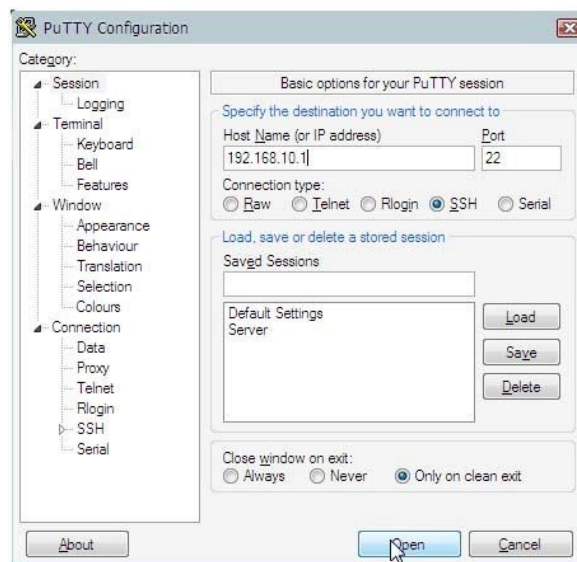 PuTTY Configuration
Category:
Session
Logging
Terminal
Keyboard
Bell
Features
Window
Appearance
Behaviour
Translation
Selection
Colours
Connection
Data
Proxy
Telnet
Rlogin
SSH
Serial
Basic options for your PuTTY session
Specify the destination you want to connect to
Host Name (or IP address) Port
192.168.10.1 22
Connection type:
Raw Telnet Rlogin SSH Serial
Load, save or delete a stored session
Saved Sessions
Default Settings
Server
Load
Save
Delete
Close window on exit:
Always Never Only on clean exit
About Open Cancel